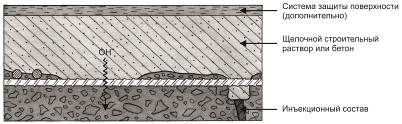 Система защиты поверхности
(дополнительно)
Щелочной строительный
раствор или бетон
OH⁻
Инъекционный состав